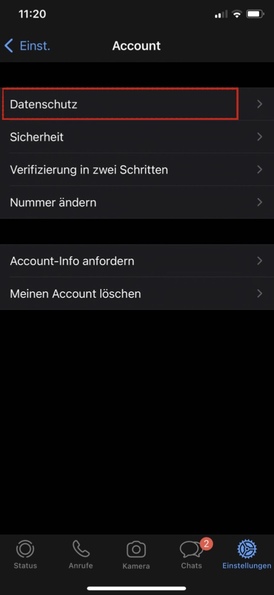 11:20
Einst.
Account
Datenschutz
Sicherheit
Verifizierung in zwei Schritten
Nummer ändern
Account-Info anfordern
Meinen Account löschen
2
Status
Anrufe
Kamera
Chats
Einstellungen